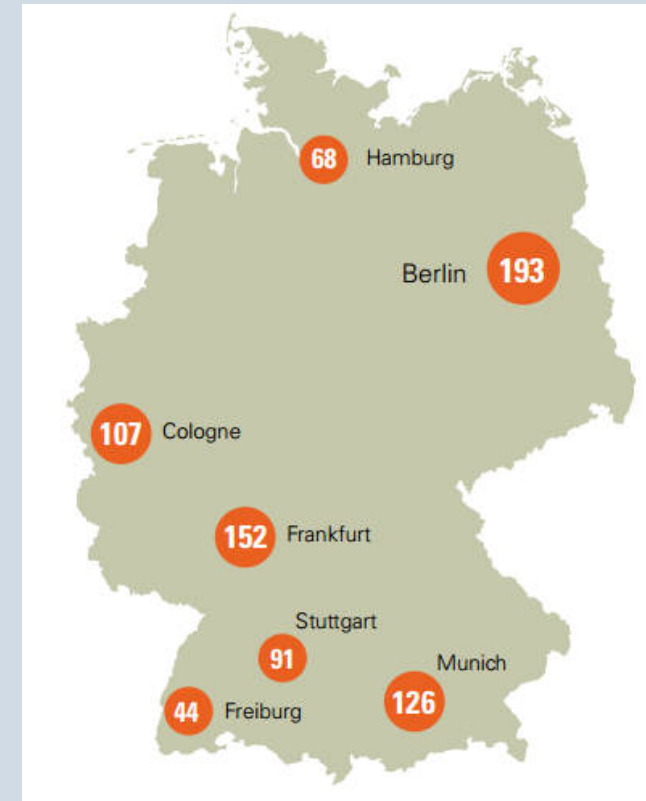 68 Hamburg
Berlin 193
107 Cologne
152 Frankfurt
Stuttgart
91
Munich
126
44 Freiburg